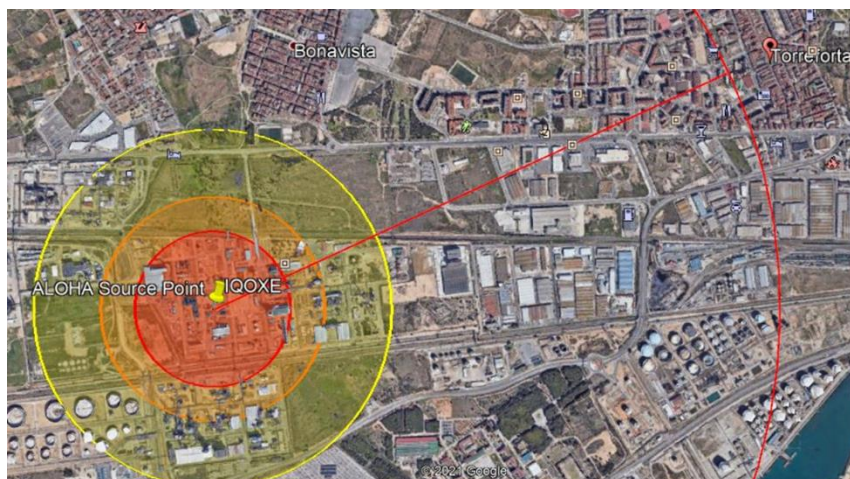 Bonavista
Torreforta
ALOHA Source Point
IQOXE
© 2021 Google